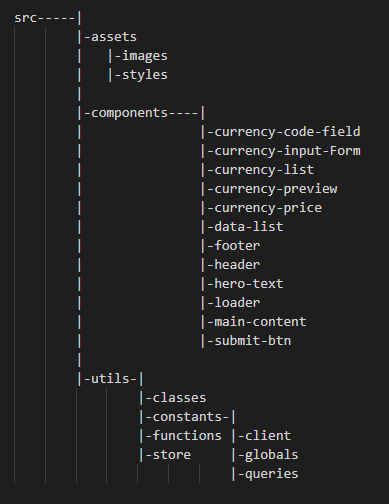 src-----|
        |-assets
        |   |-images
        |   |-styles
        |
        |-components----|
        |               |-currency-code-field
        |               |-currency-input-Form
        |               |-currency-list
        |               |-currency-preview
        |               |-currency-price
        |               |-data-list
        |               |-footer
        |               |-header
        |               |-hero-text
        |               |-loader
        |               |-main-content
        |               |-submit-btn
        |
        |-utils-|
                |-classes
                |-constants-|
                |-functions |-client
                |-store     |-globals
                            |-queries